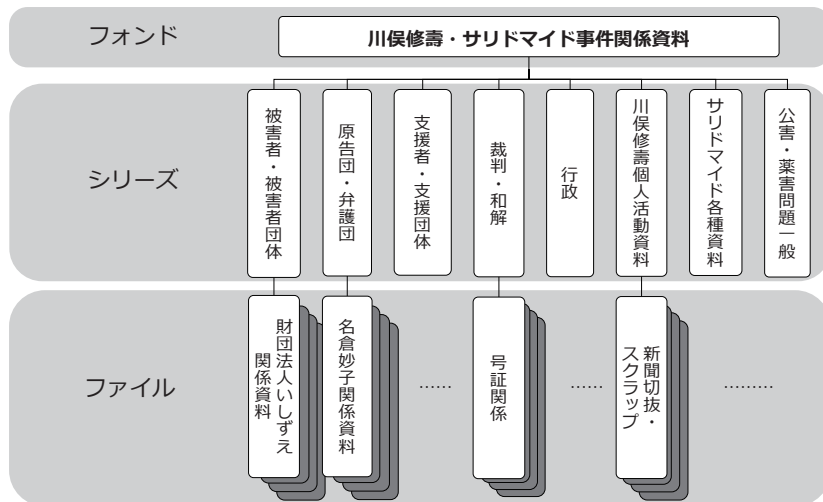 フォンド
川俣修壽・サリドマイド事件関係資料
シリーズ
被害者・被害者団体
原告団・弁護団
支援者・支援団体
裁判・和解
行政
川俣修壽個人活動資料
サリドマイド各種資料
公害・薬害問題一般
ファイル
財団法人いしずえ
関係資料
名倉妙子関係資料
……
号証関係
……
新聞切抜・
スクラップ
………